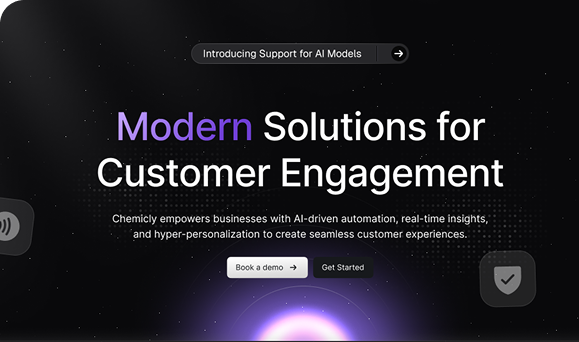 Introducing Support for AI Models
Modern Solutions for
Customer Engagement
Chemicly empowers businesses with AI-driven automation, real-time insights,
and hyper-personalization to create seamless customer experiences.
Book a demo
Get Started